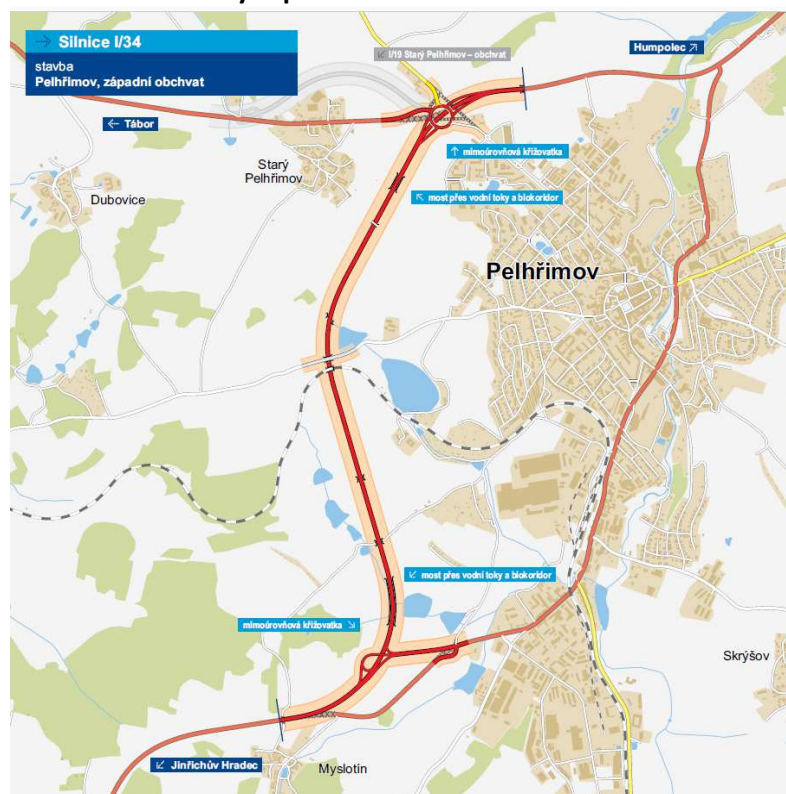 Silnice I/34
stavba
Pelhřimov, západní obchvat
I/19 Starý Pelhřimov – obchvat
Humpolec
Tábor
mimoúrovňová křižovatka
Starý
Pelhřimov
most přes vodní toky a biokoridor
Dubovice
Pelhřimov
most přes vodní toky a biokoridor
mimoúrovňová křižovatka
Skrýšov
Jinřichův Hradec
Myslotín